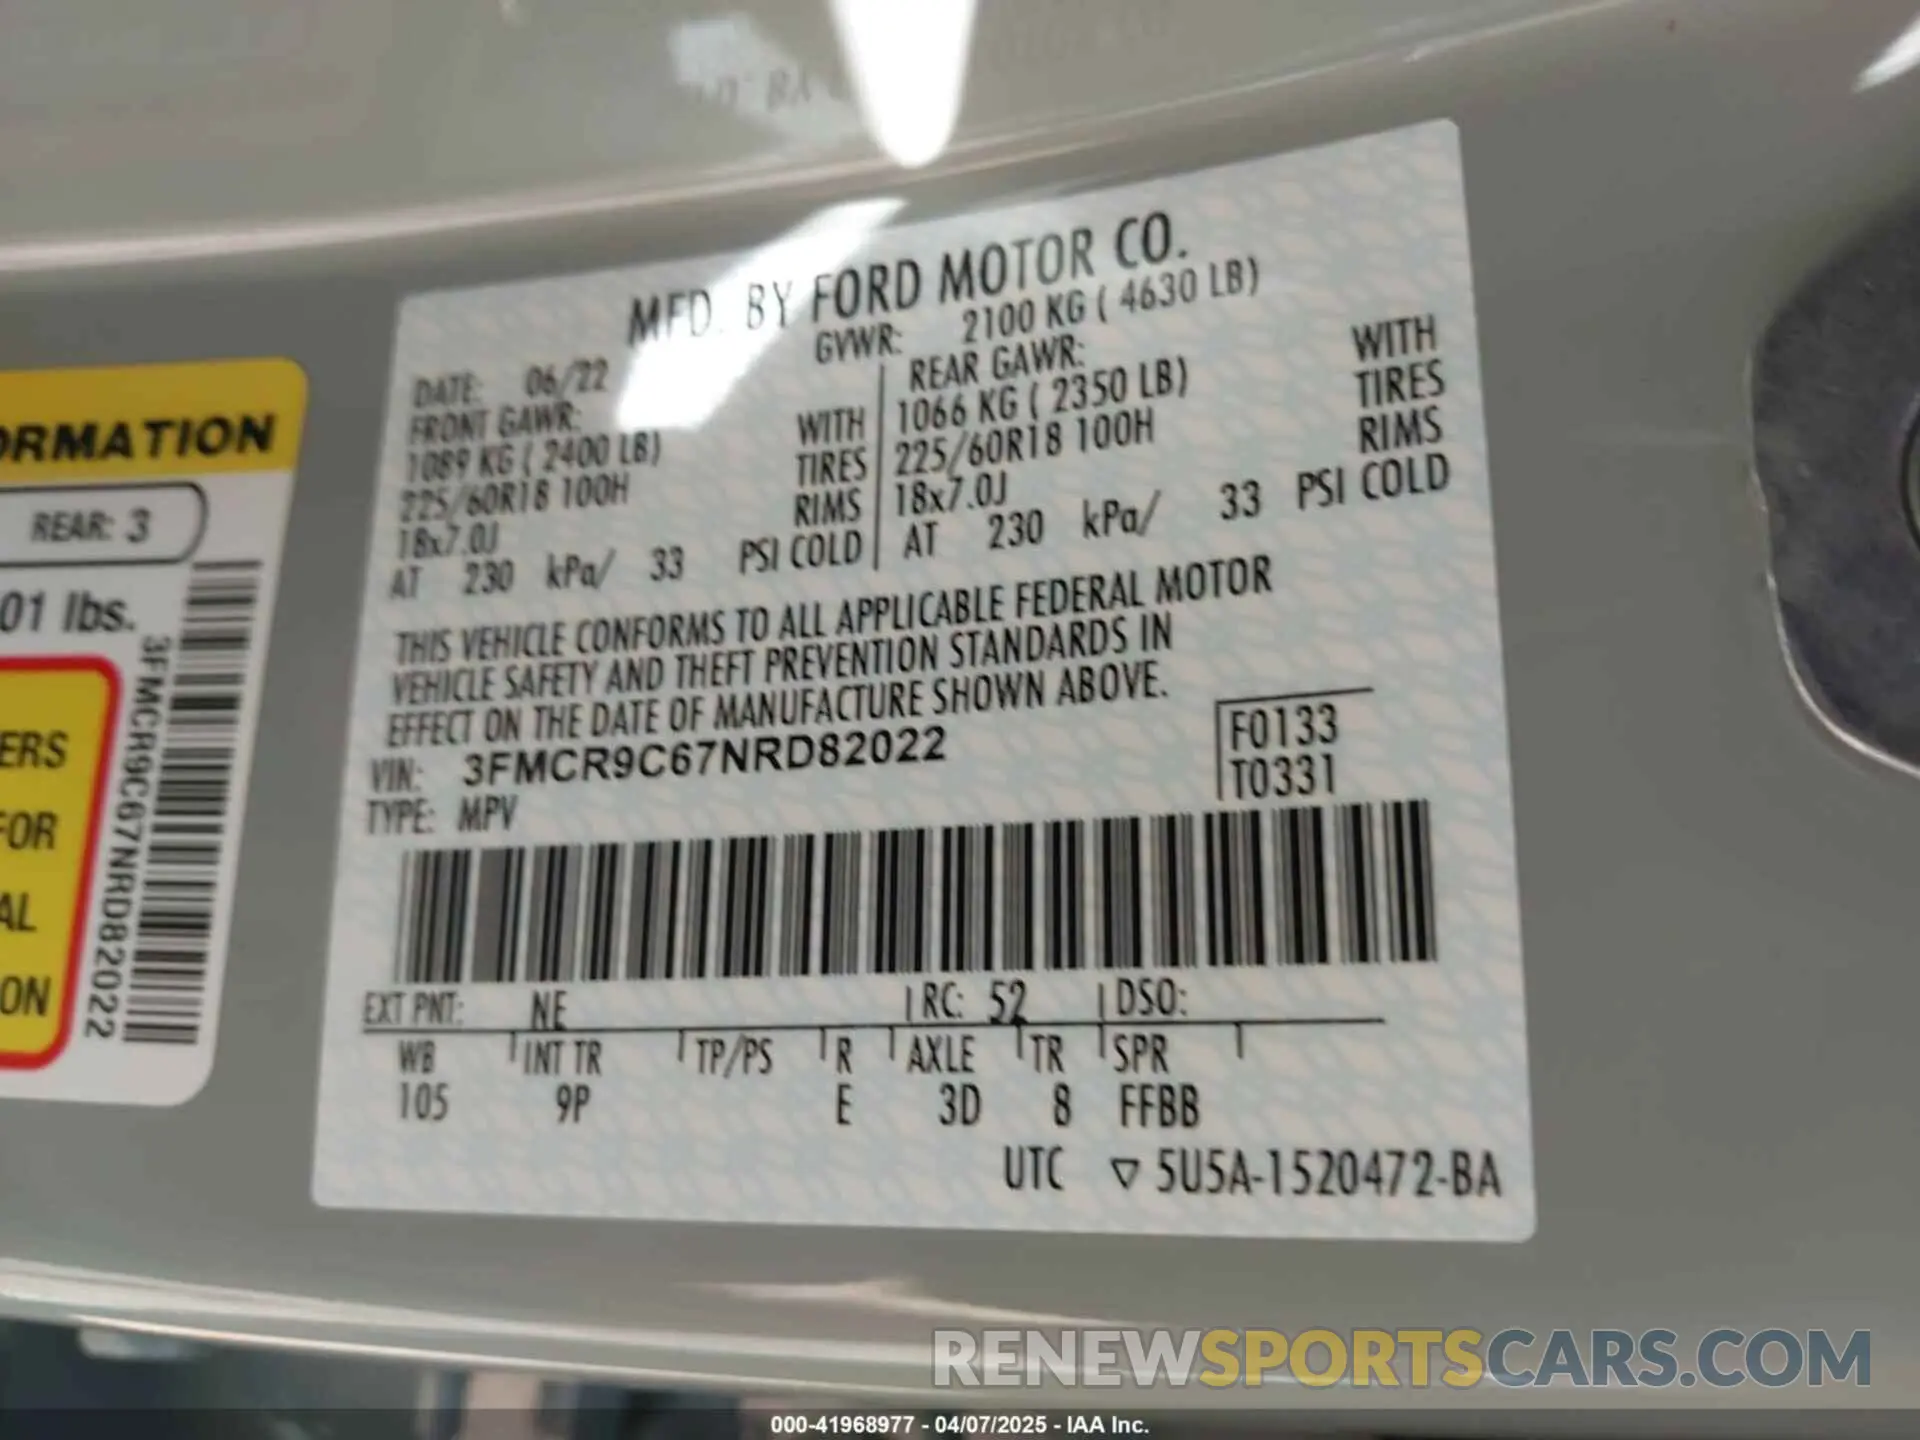 MFD. BY FORD MOTOR CO.
DATE: 06/22 GVWR: 2100 KG ( 4630 LB)
FRONT GAWR: REAR GAWR:
1089 KG ( 2400 LB) WITH 1066 KG ( 2350 LB) WITH
225/60R18 100H TIRES 225/60R18 100H TIRES
18x7.0J RIMS 18x7.0J RIMS
AT 230 kPa/ 33 PSI COLD AT 230 kPa/ 33 PSI COLD
THIS VEHICLE CONFORMS TO ALL APPLICABLE FEDERAL MOTOR
VEHICLE SAFETY AND THEFT PREVENTION STANDARDS IN
EFFECT ON THE DATE OF MANUFACTURE SHOWN ABOVE.
VIN: 3FMCR9C67NRD82022 F0133
TYPE: MPV T0331
EXT PNT: NE RC: 52 DSO:
WB INT TR TP/PS R AXLE TR SPR
105 9P E 3D 8 FFBB
UTC ▽ 5U5A-1520472-BA
ORMATION
REAR: 3
01 lbs.
ERS
FOR
AL
ON
3FMCR9C67NRD82022
RENEWSPORTSCARS.COM
000-41968977 - 04/07/2025 - IAA Inc.